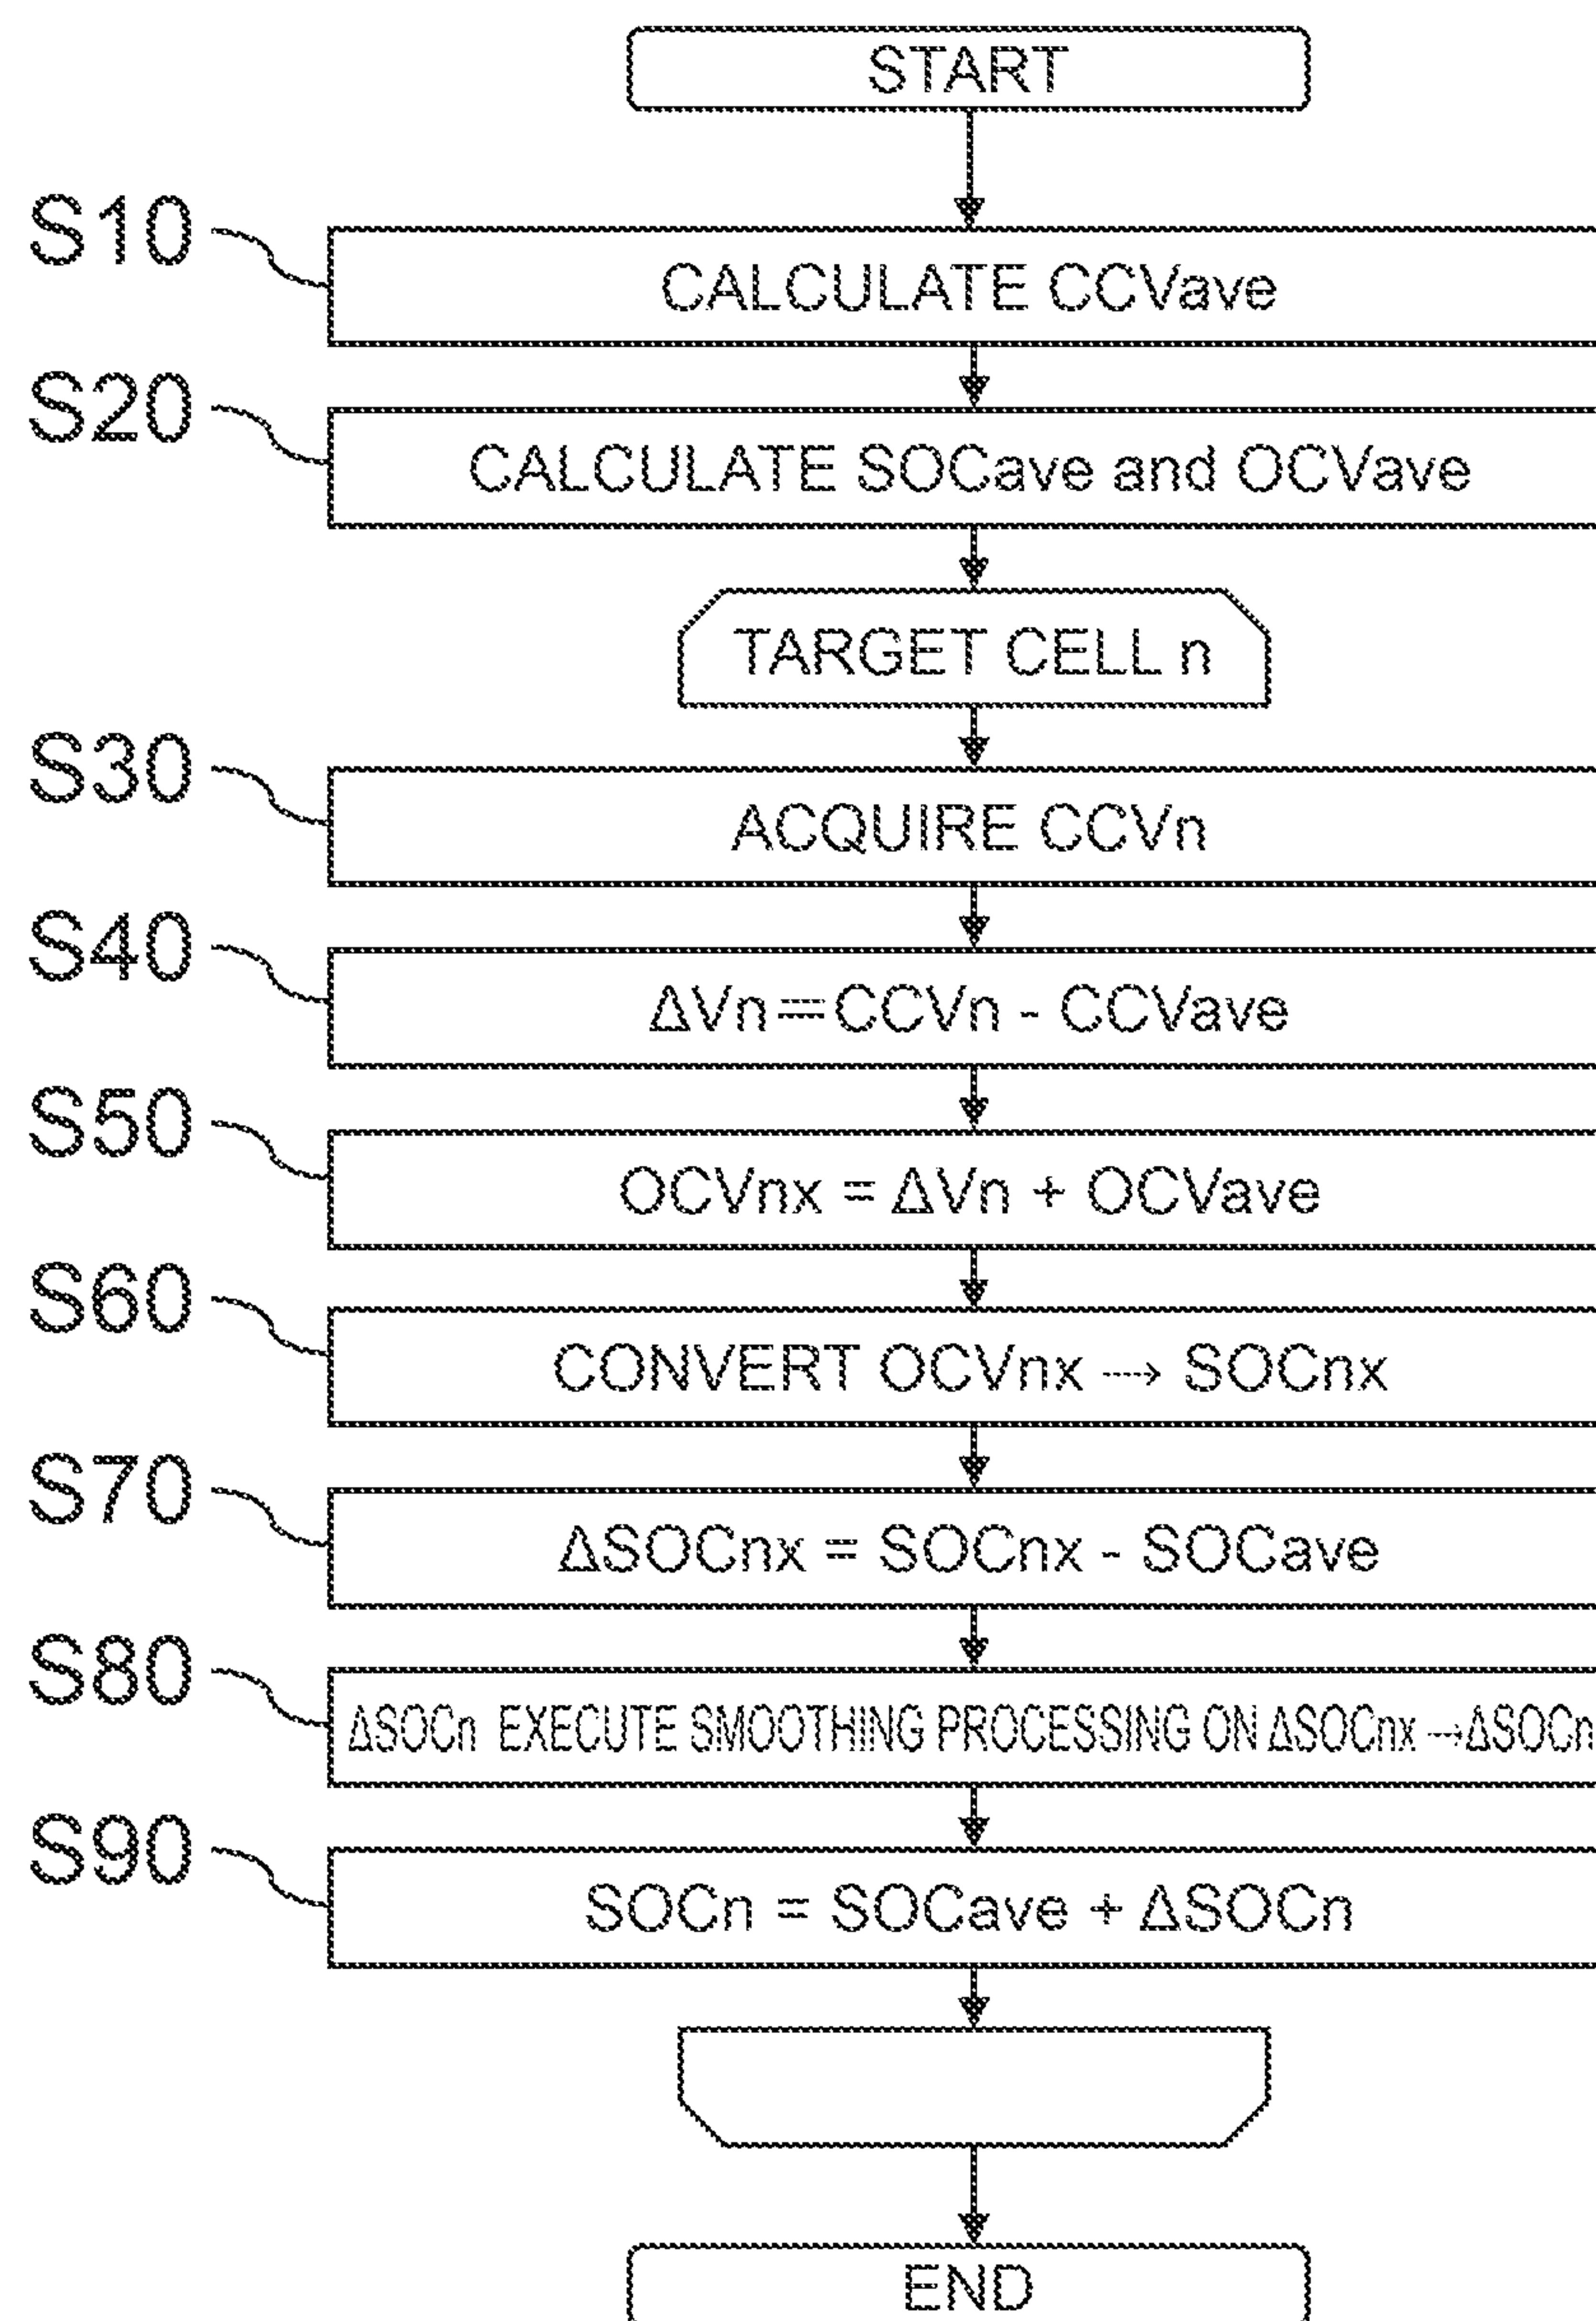 START
S10
CALCULATE CCVave
S20
CALCULATE SOCave and OCVave
TARGET CELL n
S30
ACQUIRE CCVn
S40
ΔVn=CCVn - CCVave
S50
OCVnx = ΔVn + OCVave
S60
CONVERT OCVnx → SOCnx
S70
ΔSOCnx = SOCnx - SOCave
S80
ΔSOCn EXECUTE SMOOTHING PROCESSING ON ΔSOCnx →ΔSOCn
S90
SOCn = SOCave + ΔSOCn
END